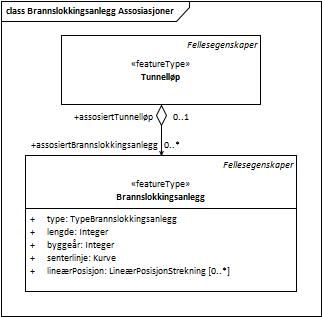 class Brannslokkingsanlegg Assosiasjoner
Fellesegenskaper
«featureType»
Tunnelløp
+assosiertTunnelløp 0..1
+assosiertBrannslokkingsanlegg 0..*
Fellesegenskaper
«featureType»
Brannslokkingsanlegg
+ type: TypeBrannslokkingsanlegg
+ lengde: Integer
+ byggeår: Integer
+ senterlinje: Kurve
+ lineærPosisjon: LineærPosisjonStrekning [0..*]